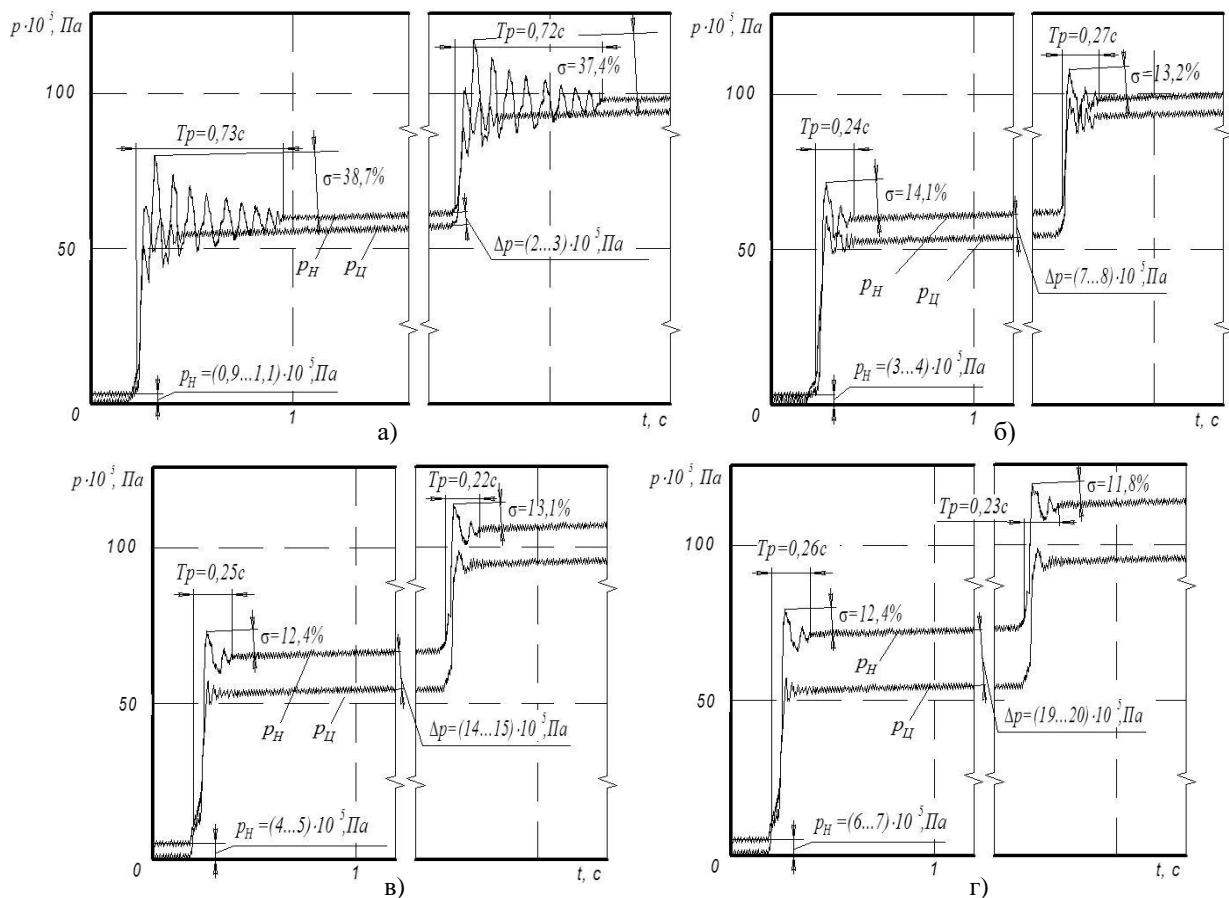 p·10⁵, Па
100
50
0
1
t, c
Tp=0,73c
σ=38,7%
Tp=0,72c
σ=37,4%
pН
pЦ
Δp=(2...3)·10⁵, Па
pН =(0,9...1,1)·10⁵, Па
а)
p·10⁵, Па
100
50
0
1
t, c
Tp=0,24c
σ=14,1%
Tp=0,27c
σ=13,2%
pН
pЦ
Δp=(7...8)·10⁵, Па
pН =(3...4)·10⁵, Па
б)
p·10⁵, Па
100
50
0
1
t, c
Tp=0,25c
σ=12,4%
Tp=0,22c
σ=13,1%
pН
pЦ
Δp=(14...15)·10⁵, Па
pН =(4...5)·10⁵, Па
в)
p·10⁵, Па
100
50
0
1
t, c
Tp=0,26c
σ=12,4%
Tp=0,23c
σ=11,8%
pН
pЦ
Δp=(19...20)·10⁵, Па
pН =(6...7)·10⁵, Па
г)